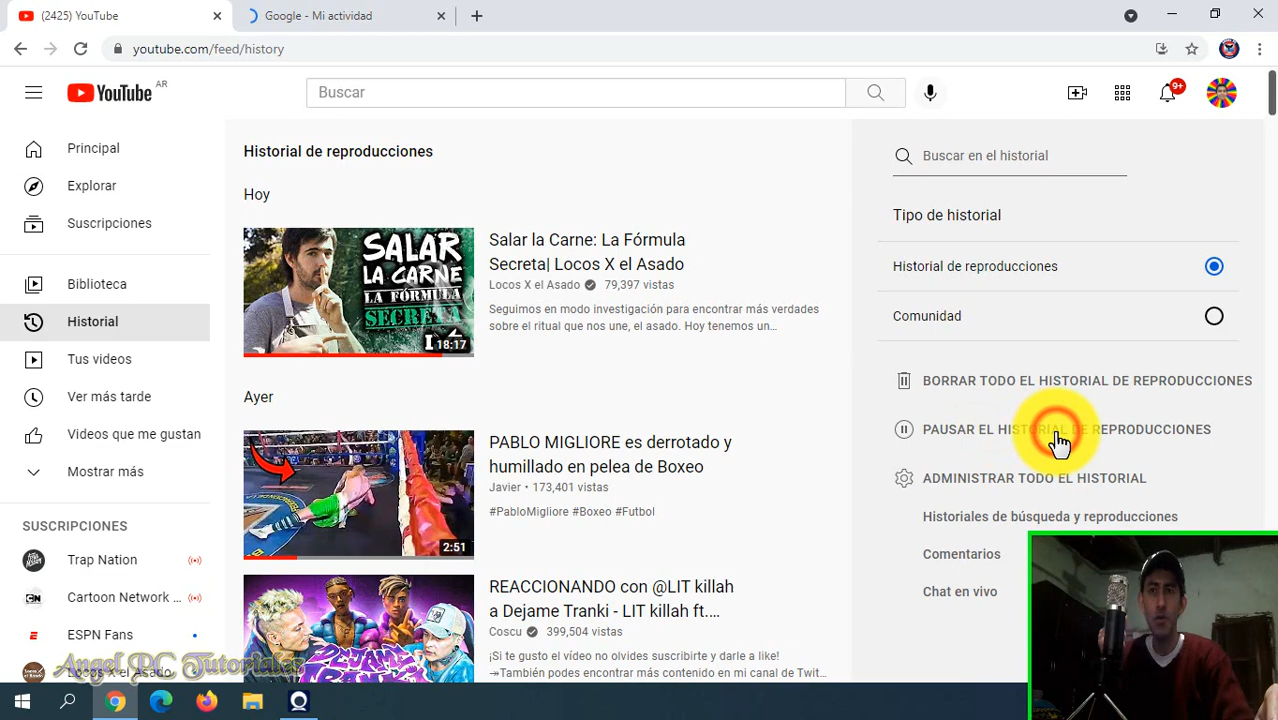 (2425) YouTube
Google - Mi actividad
youtube.com/feed/history
YouTube AR
Buscar
9+
Principal
Explorar
Suscripciones
Biblioteca
Historial
Tus videos
Ver más tarde
Videos que me gustan
Mostrar más
SUSCRIPCIONES
Trap Nation
Cartoon Network ...
ESPN Fans
Locos X el Asado
Angel PC Tutoriales
Historial de reproducciones
Hoy
SALAR
LA CARNE
LA FÓRMULA
SECRETA
18:17
Salar la Carne: La Fórmula
Secreta| Locos X el Asado
Locos X el Asado 79,397 vistas
Seguimos en modo investigación para encontrar más verdades
sobre el ritual que nos une, el asado. Hoy tenemos un...
Ayer
2:51
PABLO MIGLIORE es derrotado y
humillado en pelea de Boxeo
Javier • 173,401 vistas
#PabloMigliore #Boxeo #Futbol
DEJAME
TRANKI
REACCIONANDO con @LIT killah
a Dejame Tranki - LIT killah ft....
Coscu 399,504 vistas
¡Si te gusto el vídeo no olvides suscribirte y darle a like!
↠También podes encontrar más contenido en mi canal de Twit...
Buscar en el historial
Tipo de historial
Historial de reproducciones
Comunidad
BORRAR TODO EL HISTORIAL DE REPRODUCCIONES
PAUSAR EL HISTORIAL DE REPRODUCCIONES
ADMINISTRAR TODO EL HISTORIAL
Historiales de búsqueda y reproducciones
Comentarios
Chat en vivo